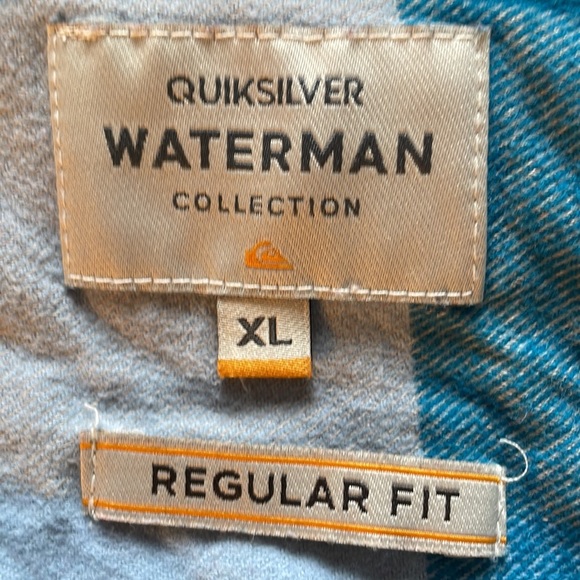 QUIKSILVER
WATERMAN
COLLECTION
XL
REGULAR FIT